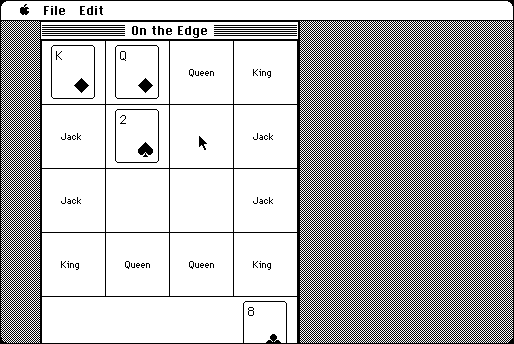 File Edit
On the Edge
K Q Queen King
Jack 2 Jack
Jack Jack
King Queen Queen King
8